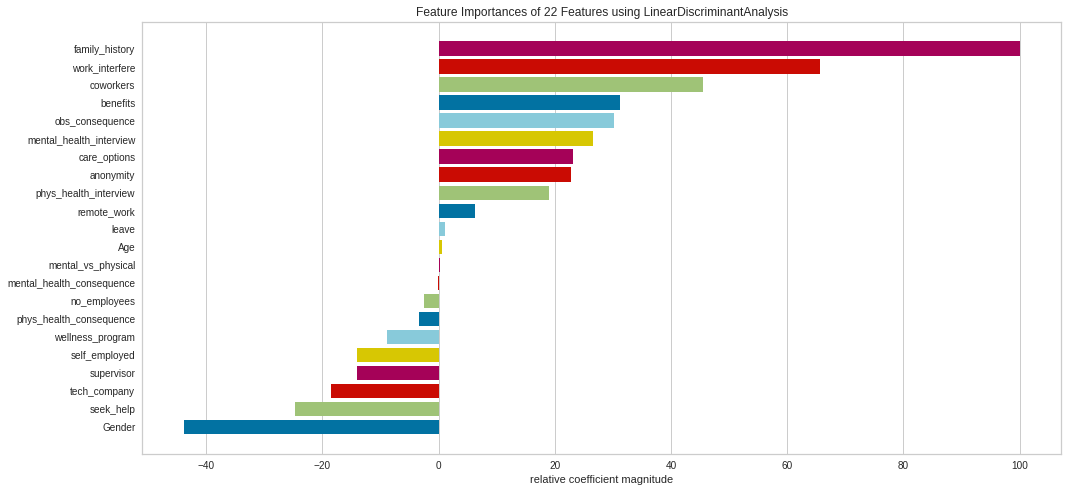 Feature Importances of 22 Features using LinearDiscriminantAnalysis
family_history
work_interfere
coworkers
benefits
obs_consequence
mental_health_interview
care_options
anonymity
phys_health_interview
remote_work
leave
Age
mental_vs_physical
mental_health_consequence
no_employees
phys_health_consequence
wellness_program
self_employed
supervisor
tech_company
seek_help
Gender
−40 −20 0 20 40 60 80 100
relative coefficient magnitude